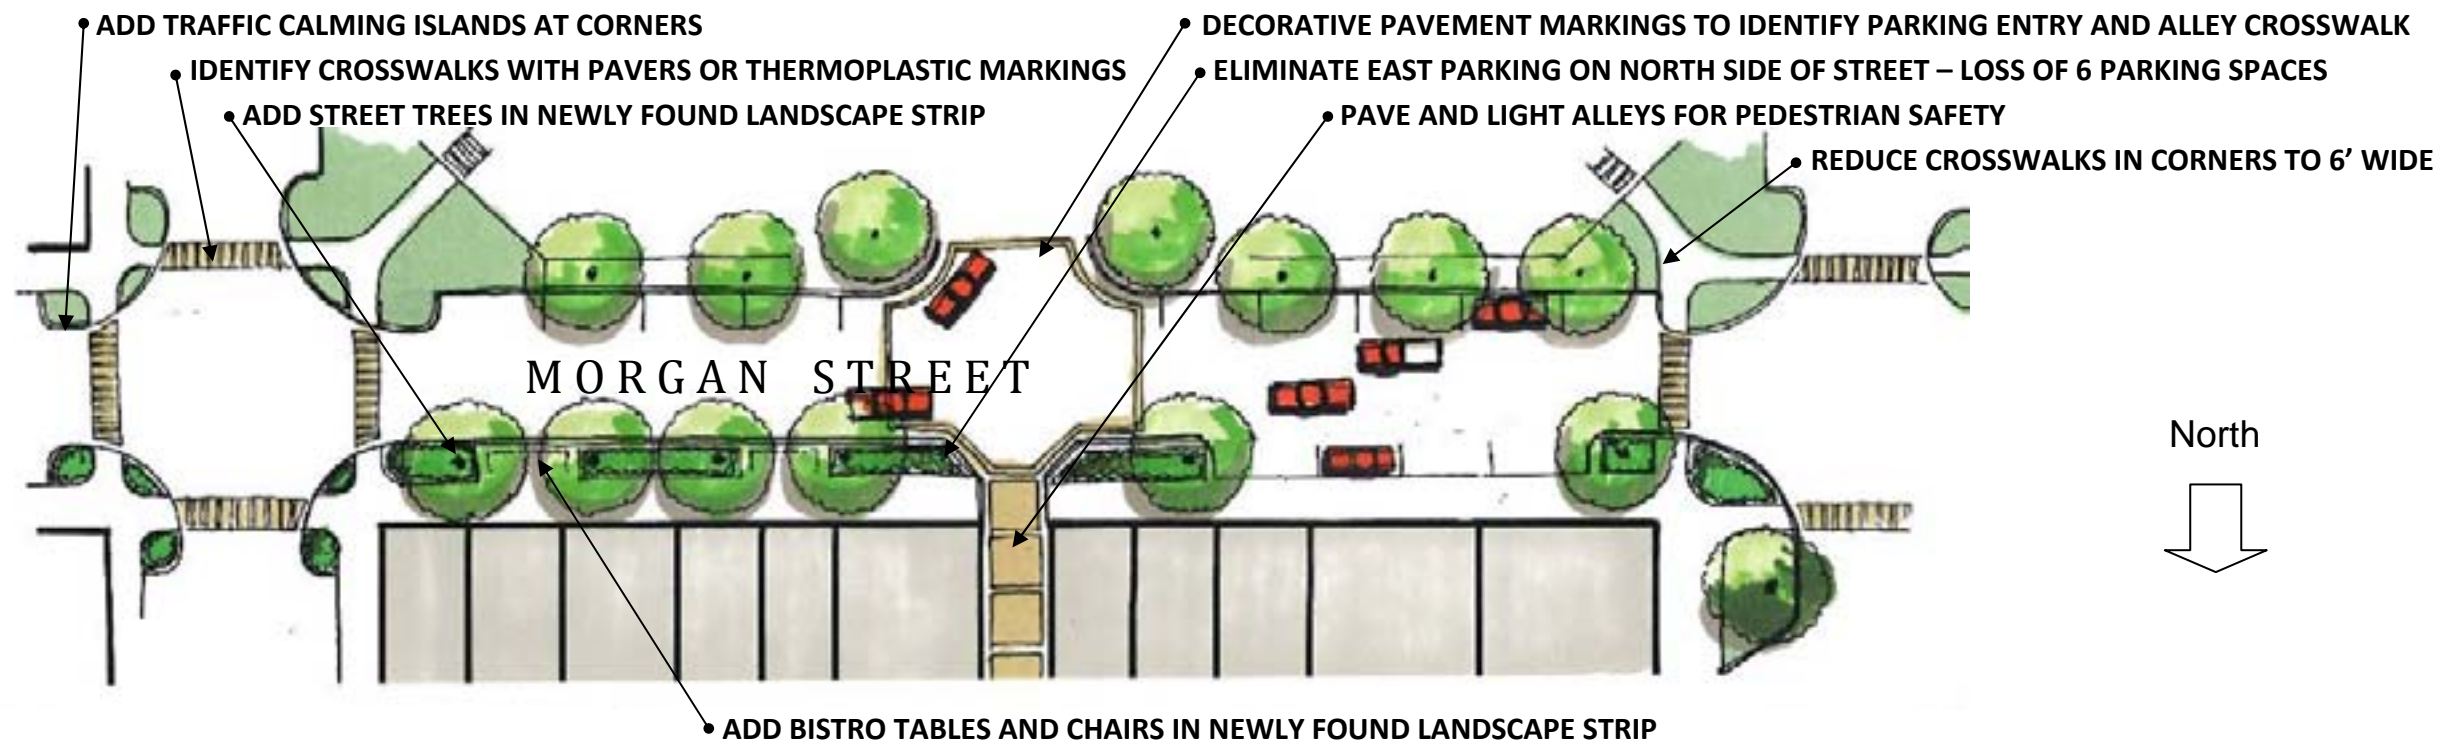 ADD TRAFFIC CALMING ISLANDS AT CORNERS
DECORATIVE PAVEMENT MARKINGS TO IDENTIFY PARKING ENTRY AND ALLEY CROSSWALK
IDENTIFY CROSSWALKS WITH PAVERS OR THERMOPLASTIC MARKINGS
ELIMINATE EAST PARKING ON NORTH SIDE OF STREET – LOSS OF 6 PARKING SPACES
ADD STREET TREES IN NEWLY FOUND LANDSCAPE STRIP
PAVE AND LIGHT ALLEYS FOR PEDESTRIAN SAFETY
REDUCE CROSSWALKS IN CORNERS TO 6’ WIDE
MORGAN STREET
North
ADD BISTRO TABLES AND CHAIRS IN NEWLY FOUND LANDSCAPE STRIP